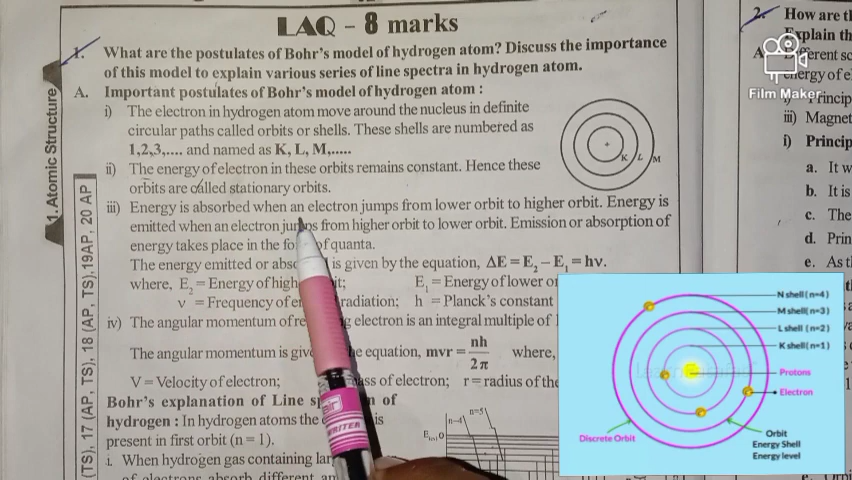 LAQ - 8 marks
1. What are the postulates of Bohr's model of hydrogen atom? Discuss the importance
of this model to explain various series of line spectra in hydrogen atom.
A. Important postulates of Bohr's model of hydrogen atom :
i) The electron in hydrogen atom move around the nucleus in definite
circular paths called orbits or shells. These shells are numbered as
1,2,3,.... and named as K, L, M,.....
K L M
ii) The energy of electron in these orbits remains constant. Hence these
orbits are called stationary orbits.
iii) Energy is absorbed when an electron jumps from lower orbit to higher orbit. Energy is
emitted when an electron jumps from higher orbit to lower orbit. Emission or absorption of
energy takes place in the fo of quanta.
The energy emitted or abso is given by the equation, ΔE = E₂ – E₁ = hν.
where, E₂ = Energy of high it; E₁ = Energy of lower or
ν = Frequency of e radiation; h = Planck's constant
iv) The angular momentum of re electron is an integral multiple of
The angular momentum is giv e equation, mvr = nh/2π where,
V = Velocity of electron; ass of electron; r = radius of the
Bohr's explanation of Line s n of
hydrogen : In hydrogen atoms the is
present in first orbit (n = 1).
i. When hydrogen gas containing lar
of electrons absorb different
n=4 n=5
1. Atomic Structure
(TS), 17 (AP, TS), 18 (AP, TS), 19AP, 20 AP
2. How are t
Explain th
A. Different sc
energy of e
i) Princip
iii) Magnet
i) Princip
a. It w
b. It is
c. The
d. Prin
e. As t
Film Maker
N shell (n=4)
M shell (n=3)
L shell (n=2)
K shell (n=1)
Protons
Electron
Discrete Orbit
Orbit
Energy Shell
Energy level